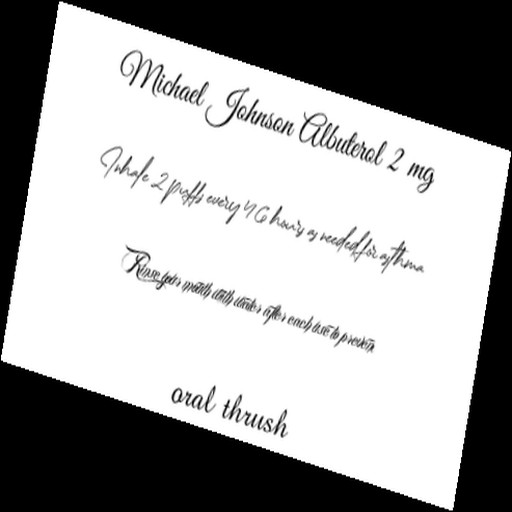 Michael Johnson Albuterol 2 mg
Inhale 2 puffs every 4 6 hours as needed for asthma
Rinse your mouth with water after each use to prevent
oral thrush